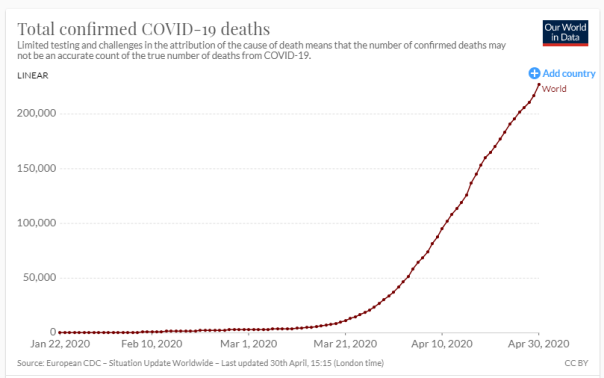 Total confirmed COVID-19 deaths
Our World
in Data
Limited testing and challenges in the attribution of the cause of death means that the number of confirmed deaths may
not be an accurate count of the true number of deaths from COVID-19.
LINEAR
Add country
World
200,000
150,000
100,000
50,000
0
Jan 22, 2020
Feb 10, 2020
Mar 1, 2020
Mar 21, 2020
Apr 10, 2020
Apr 30, 2020
Source: European CDC – Situation Update Worldwide – Last updated 30th April, 15:15 (London time)
CC BY